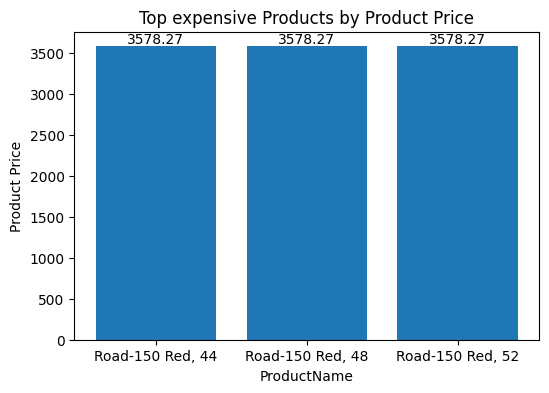 Top expensive Products by Product Price
3578.27 3578.27 3578.27
3500
3000
2500
2000
1500
1000
500
0
Product Price
Road-150 Red, 44 Road-150 Red, 48 Road-150 Red, 52
ProductName